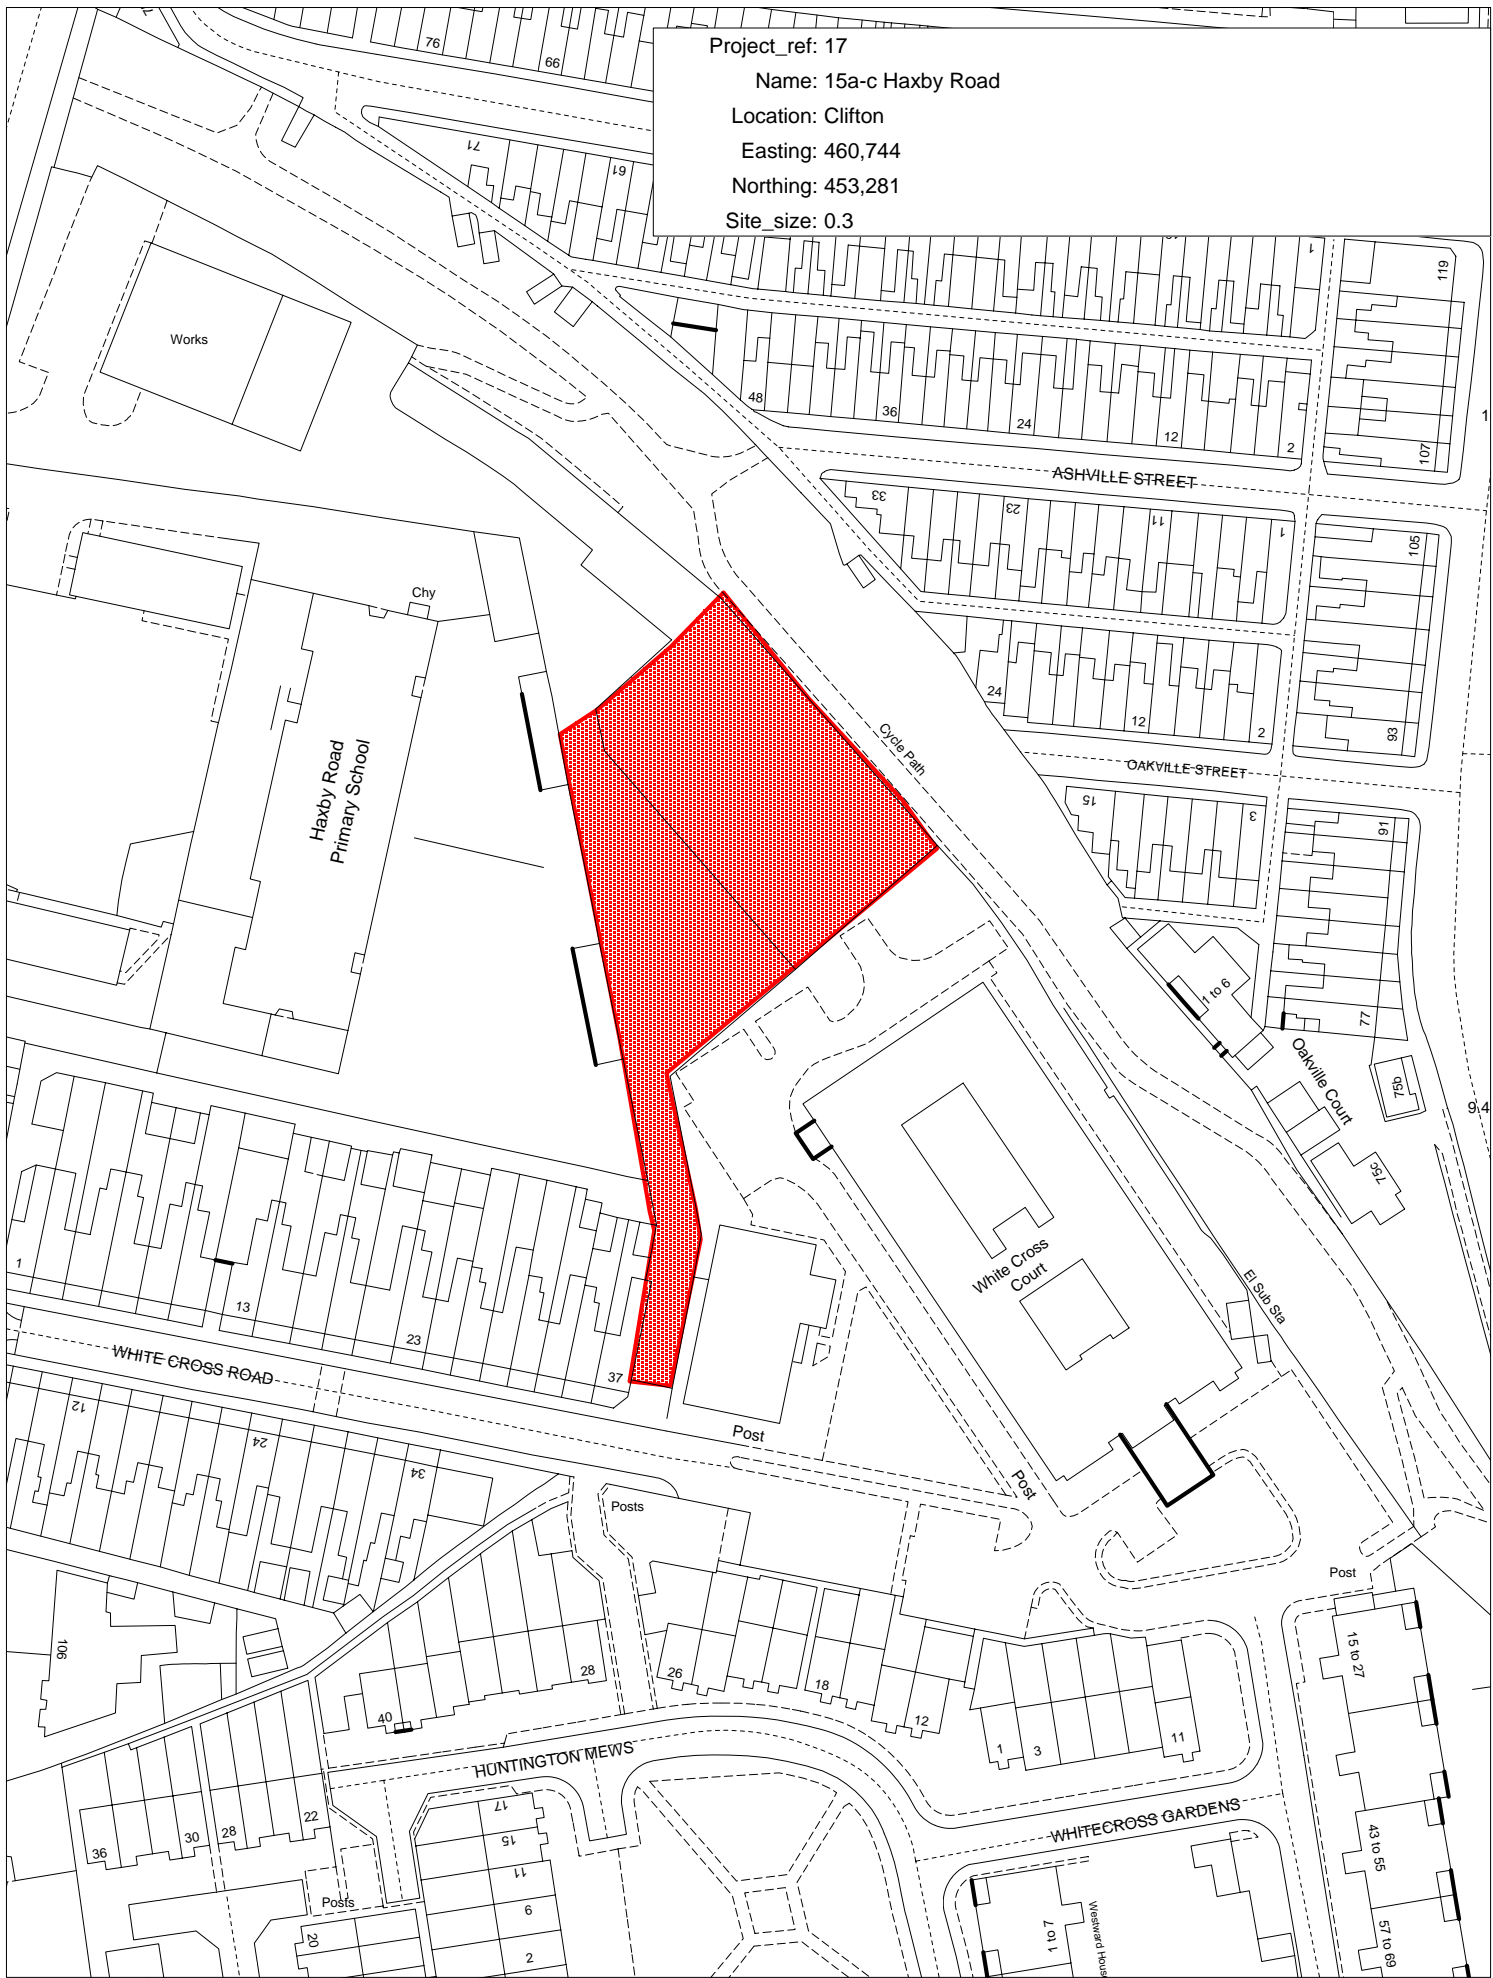 76
66
Project_ref: 17
Name: 15a-c Haxby Road
Location: Clifton
Easting: 460,744
Northing: 453,281
Site_size: 0.3
71
61
1
119
Works
48
36
24
12
2
107
1
ASHVILLE STREET
33
23
11
1
105
Chy
24
12
2
93
Cycle Path
OAKVILLE STREET
Haxby Road
Primary School
15
3
91
1 to 6
77
Oakville Court
75b
9.4
75c
White Cross
Court
El Sub Sta
1
13
23
37
WHITE CROSS ROAD
12
24
34
Post
Post
Posts
Post
106
28
26
18
12
40
1
3
11
15 to 27
HUNTINGTON MEWS
WHITECROSS GARDENS
36
30
28
22
17
15
11
6
2
43 to 55
Posts
20
1 to 7
Westward House
57 to 69